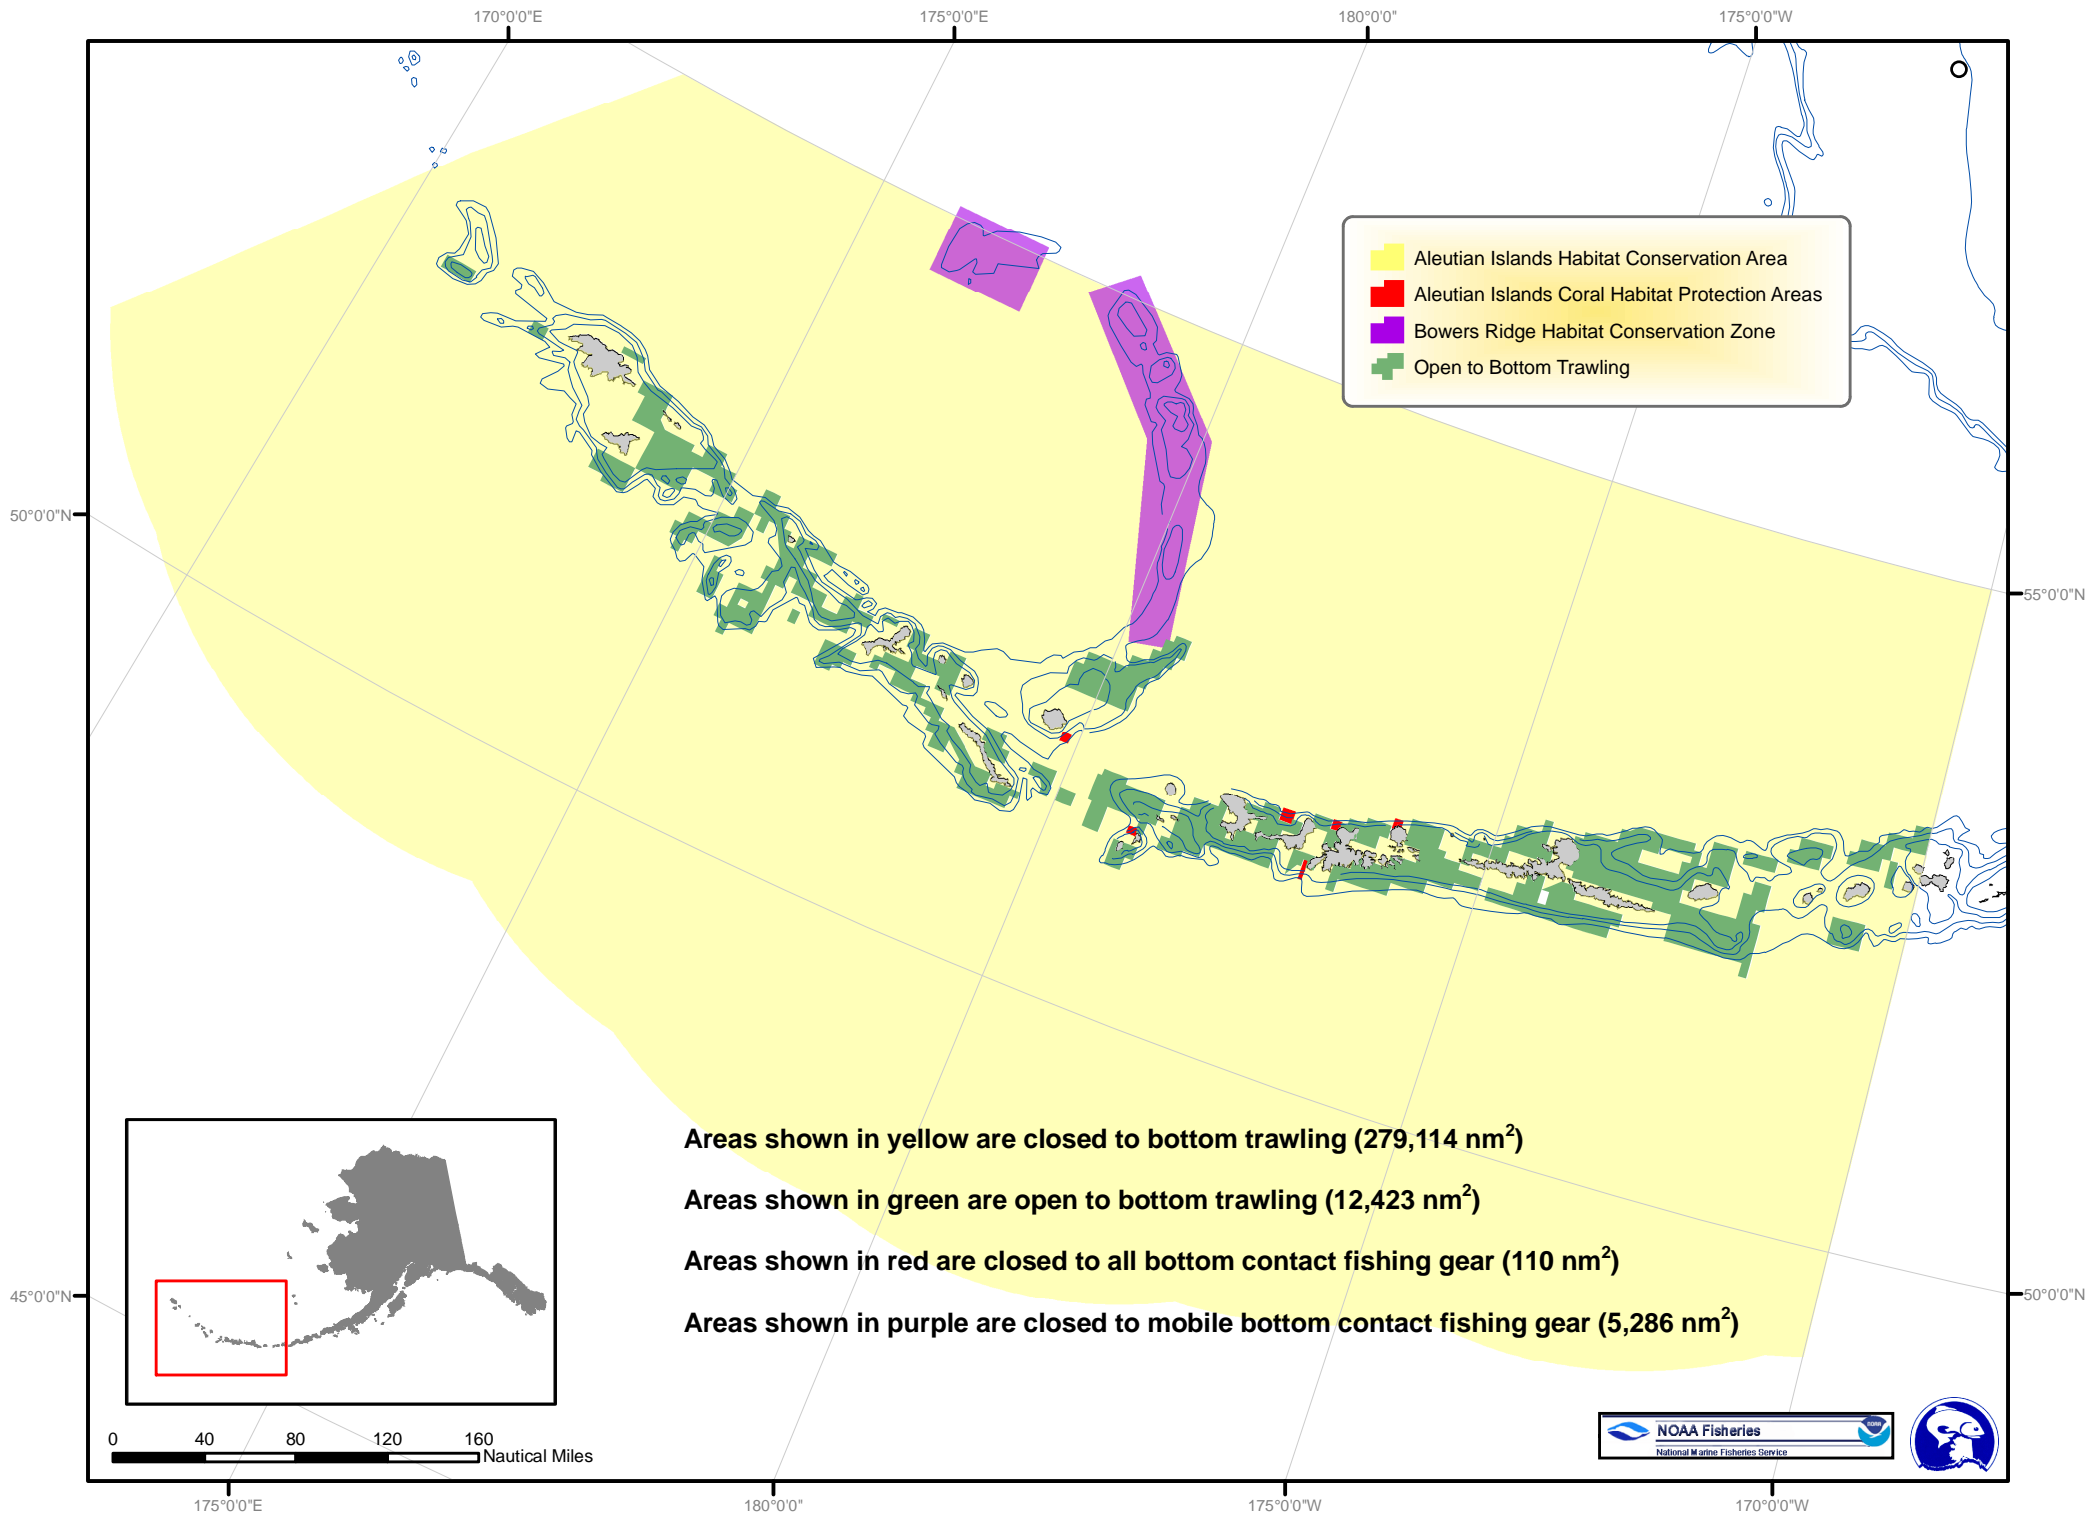 170°0'0"E 175°0'0"E 180°0'0" 175°0'0"W
Aleutian Islands Habitat Conservation Area
Aleutian Islands Coral Habitat Protection Areas
Bowers Ridge Habitat Conservation Zone
Open to Bottom Trawling
50°0'0"N
55°0'0"N
Areas shown in yellow are closed to bottom trawling (279,114 nm²)
Areas shown in green are open to bottom trawling (12,423 nm²)
Areas shown in red are closed to all bottom contact fishing gear (110 nm²)
Areas shown in purple are closed to mobile bottom contact fishing gear (5,286 nm²)
45°0'0"N
50°0'0"N
0 40 80 120 160
Nautical Miles
NOAA Fisheries
National Marine Fisheries Service
NOAA
175°0'0"E 180°0'0" 175°0'0"W 170°0'0"W